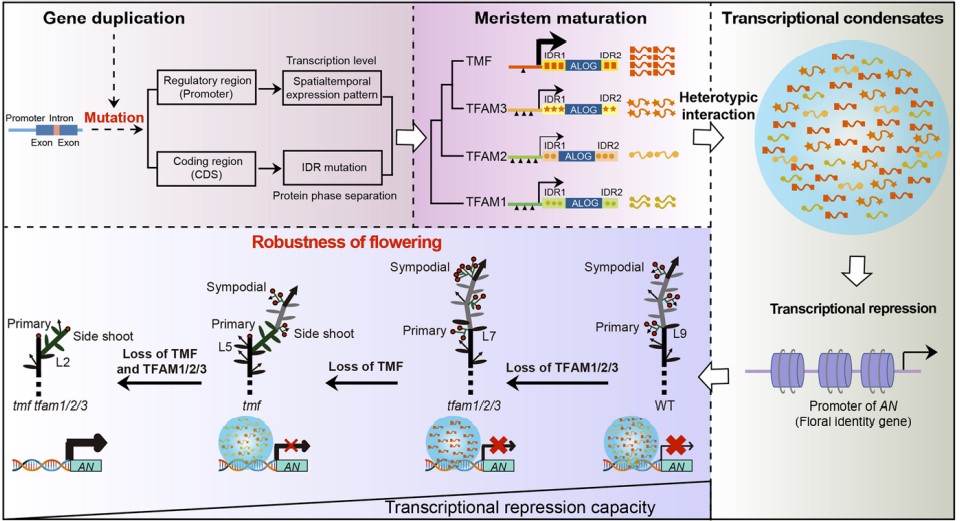 Gene duplication
Promoter Intron
Exon Exon
Mutation
Regulatory region
(Promoter)
Coding region
(CDS)
Transcription level
Spatialtemporal
expression pattern
IDR mutation
Protein phase separation
Meristem maturation
TMF
IDR1
ALOG
IDR2
TFAM3
IDR1
ALOG
IDR2
TFAM2
IDR1
ALOG
IDR2
TFAM1
IDR1
ALOG
IDR2
Heterotypic
interaction
Transcriptional condensates
Transcriptional repression
Promoter of AN
(Floral identity gene)
Robustness of flowering
Primary
Side shoot
L2
tmf tfam1/2/3
AN
Loss of TMF
and TFAM1/2/3
Sympodial
Primary
Side shoot
L5
tmf
AN
Loss of TMF
Sympodial
Primary
L7
tfam1/2/3
AN
Loss of TFAM1/2/3
Sympodial
Primary
L9
WT
AN
Transcriptional repression capacity